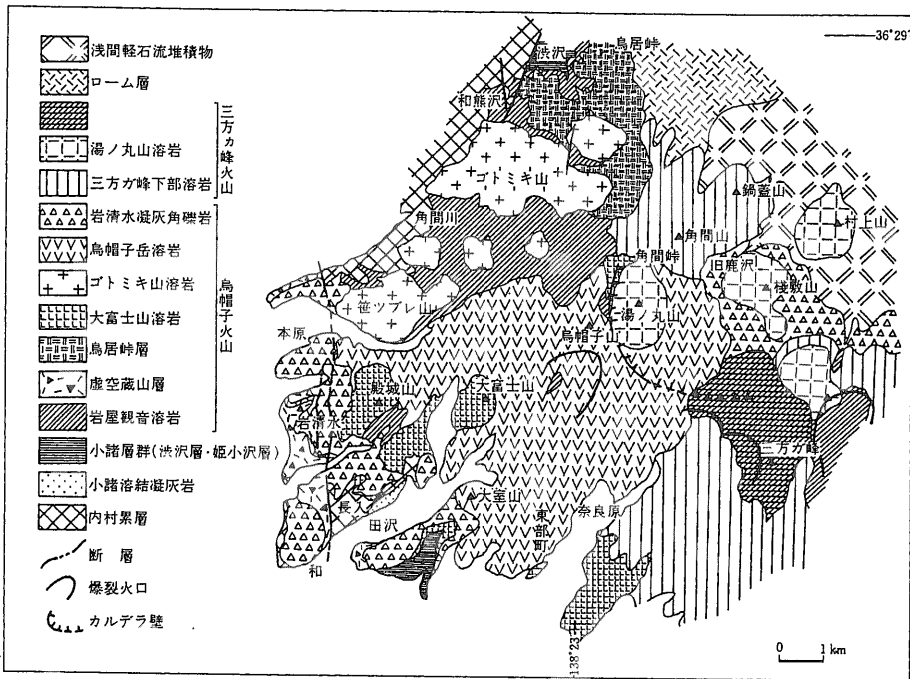 浅間軽石流堆積物
ローム層
湯ノ丸山溶岩
三方ガ峰下部溶岩
岩清水凝灰角礫岩
烏帽子岳溶岩
ゴトミキ山溶岩
大富士山溶岩
鳥居峠層
虚空蔵山層
岩屋観音溶岩
小諸層群(渋沢層・姫小沢層)
小諸溶結凝灰岩
内村累層
断層
爆裂火口
カルデラ壁
三方ヵ峰火山
烏帽子火山
36°29′
鳥居峠
渋沢
和熊沢
ゴトミキ山
鍋蓋山
村上山
角間川
角間山
角間峠
旧鹿沢
桟敷山
笹ツブレ山
湯ノ丸山
烏帽子山
本原
殿城山
大富士山
岩清水
三方ガ峰
長入
大室山
田沢
奈良原
東部町
和
138°23′
0 1km